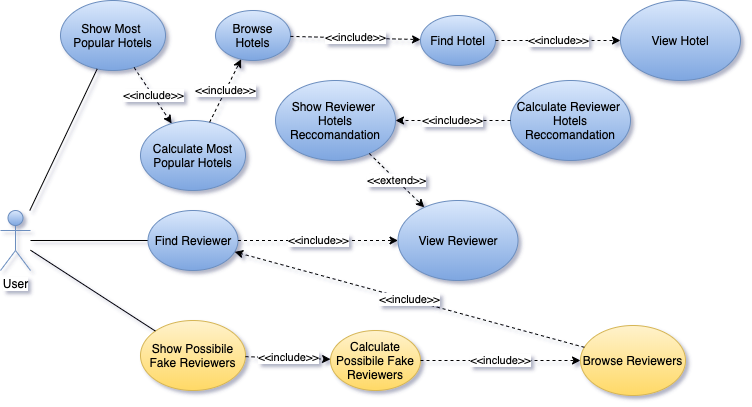 Show Most
Popular Hotels
Browse
Hotels
<<include>>
Find Hotel
<<include>>
View Hotel
<<include>>
<<include>>
Calculate Most
Popular Hotels
Show Reviewer
Hotels
Reccomandation
<<include>>
Calculate Reviewer
Hotels
Reccomandation
<<extend>>
User
Find Reviewer
<<include>>
View Reviewer
<<include>>
Show Possibile
Fake Reviewers
<<include>>
Calculate
Possibile Fake
Reviewers
<<include>>
Browse Reviewers